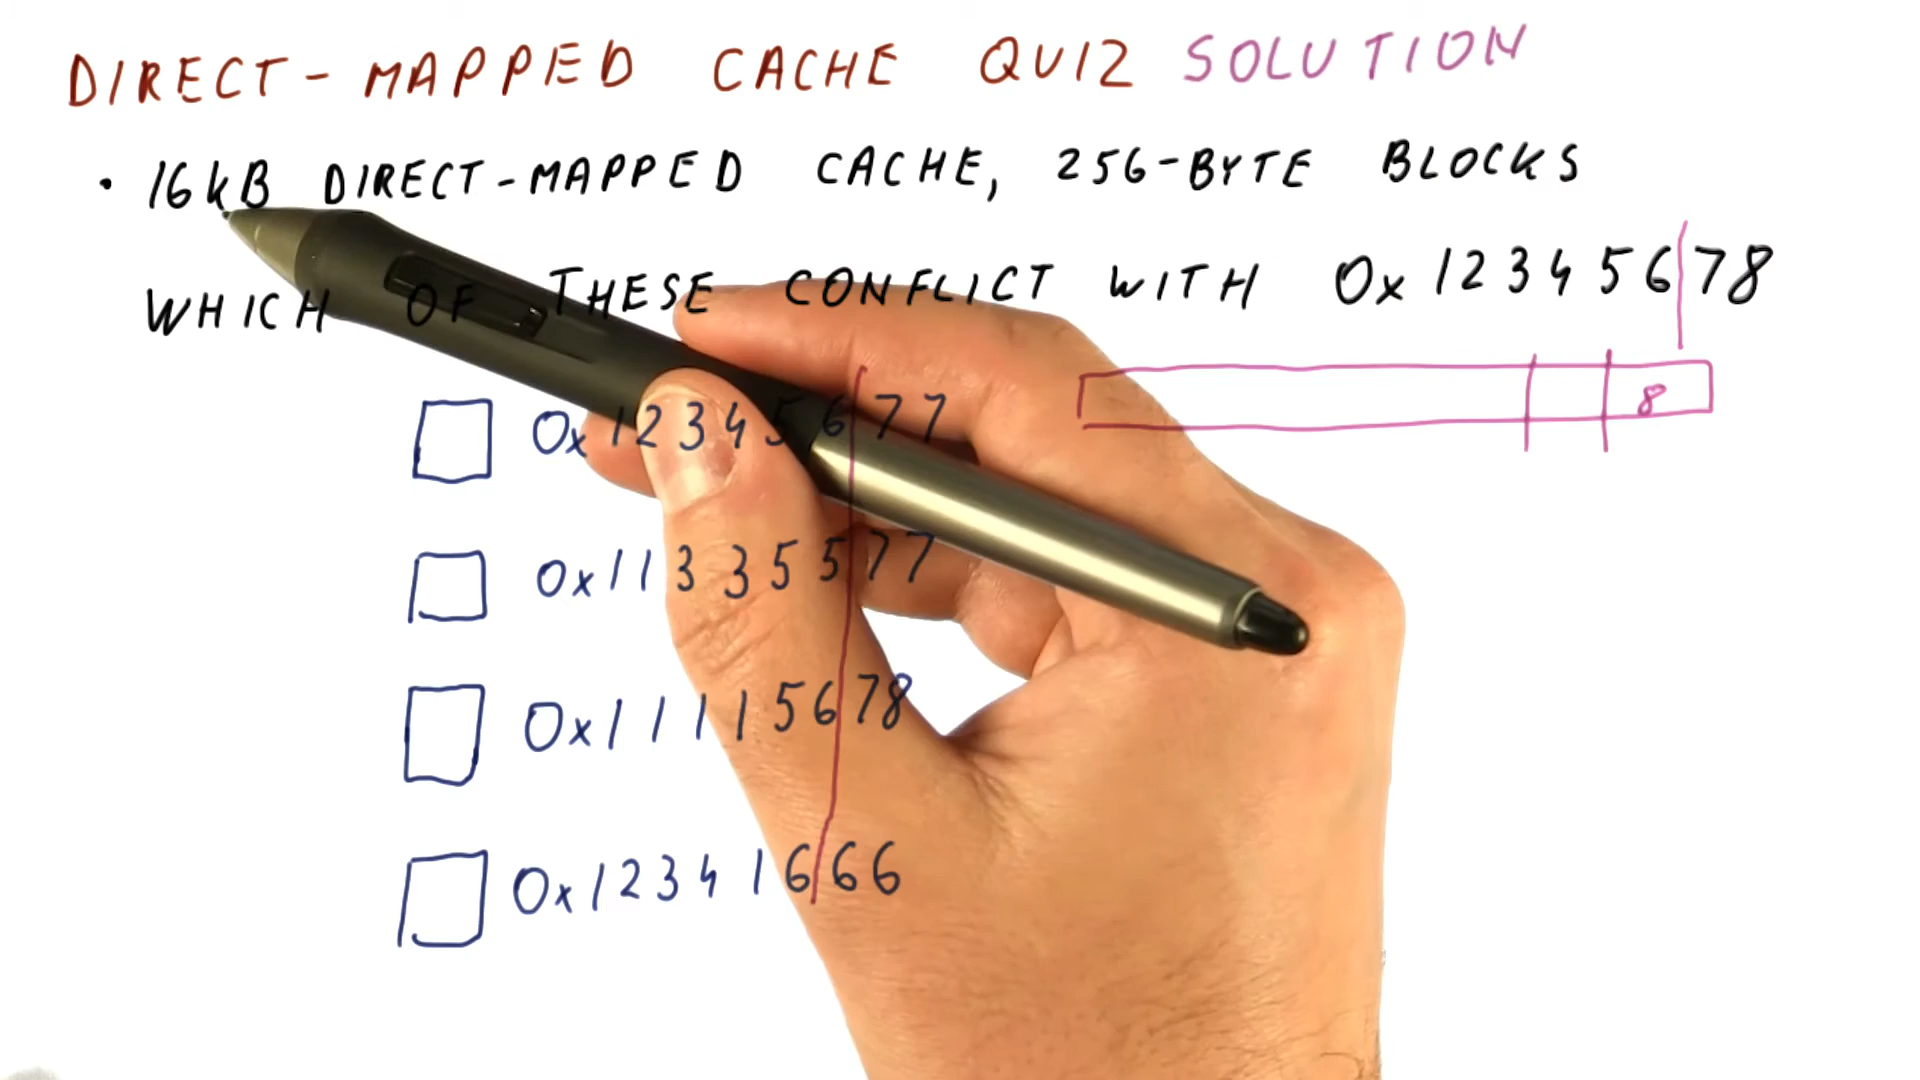 DIRECT-MAPPED CACHE QUIZ SOLUTION
• 16kB DIRECT-MAPPED CACHE, 256-BYTE BLOCKS
WHICH OF THESE CONFLICT WITH 0x12345678
8
0x12345677
0x11335577
0x11115678
0x12341666